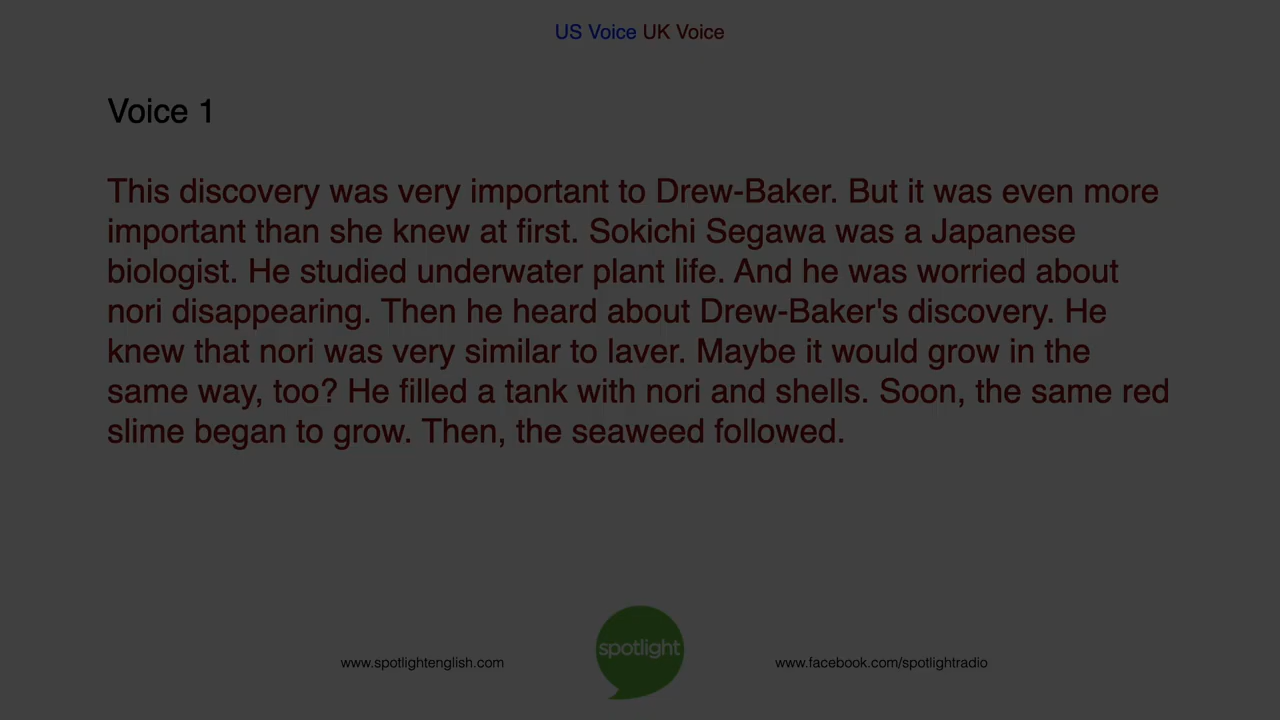 US Voice UK Voice
Voice 1
This discovery was very important to Drew-Baker. But it was even more
important than she knew at first. Sokichi Segawa was a Japanese
biologist. He studied underwater plant life. And he was worried about
nori disappearing. Then he heard about Drew-Baker's discovery. He
knew that nori was very similar to laver. Maybe it would grow in the
same way, too? He filled a tank with nori and shells. Soon, the same red
slime began to grow. Then, the seaweed followed.
spotlight
www.spotlightenglish.com
www.facebook.com/spotlightradio